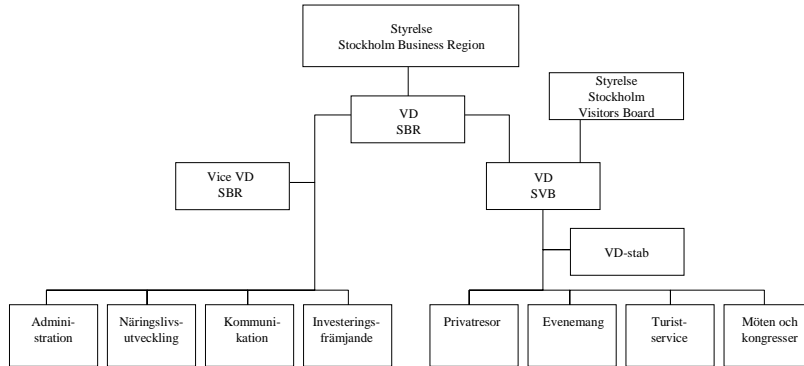 Styrelse
Stockholm Business Region
Styrelse
Stockholm
Visitors Board
VD
SBR
Vice VD
SBR
VD
SVB
VD-stab
Admini-
stration
Näringslivs-
utveckling
Kommuni-
kation
Investerings-
främjande
Privatresor
Evenemang
Turist-
service
Möten och
kongresser